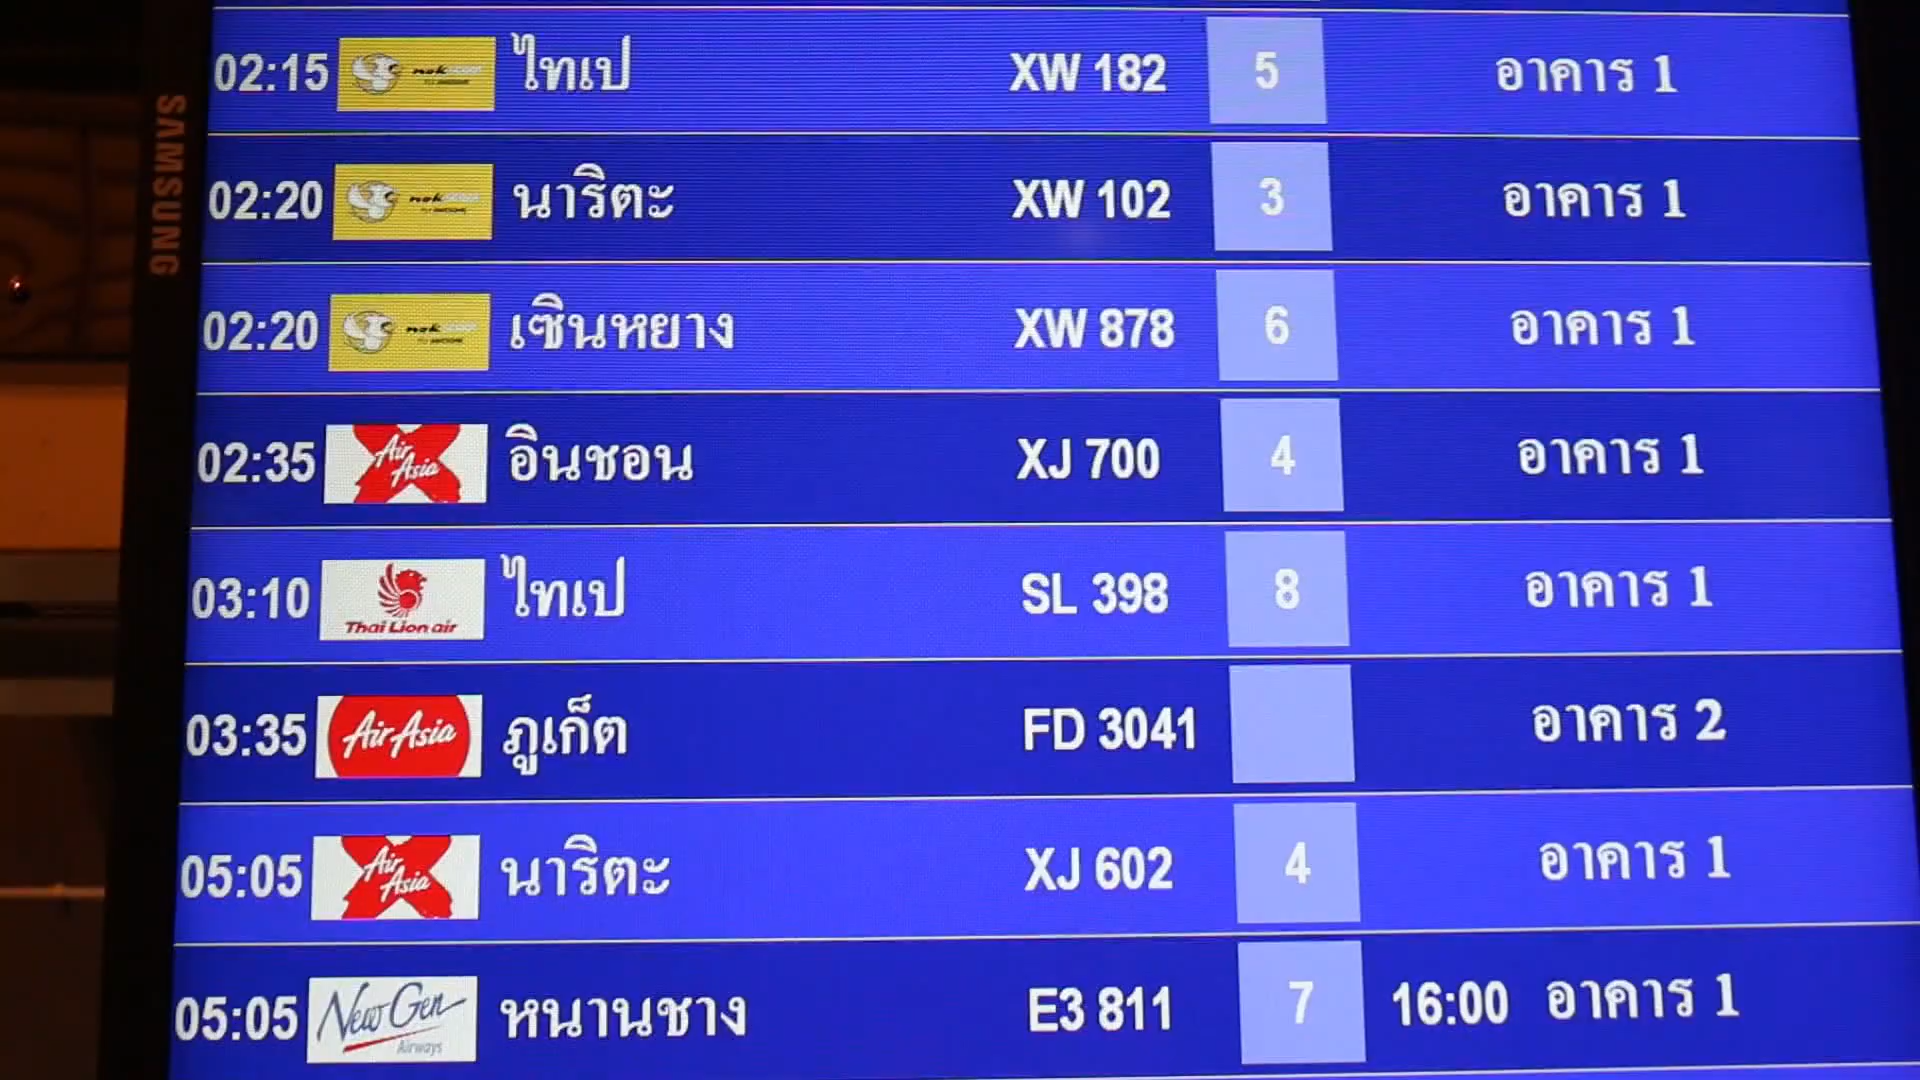 SAMSUNG
02:15 nokscoot ไทเป XW 182 5 อาคาร 1
02:20 nokscoot นาริตะ XW 102 3 อาคาร 1
02:20 nokscoot เซินหยาง XW 878 6 อาคาร 1
02:35 Air Asia X อินชอน XJ 700 4 อาคาร 1
03:10 Thai Lion air ไทเป SL 398 8 อาคาร 1
03:35 AirAsia ภูเก็ต FD 3041 อาคาร 2
05:05 Air Asia X นาริตะ XJ 602 4 อาคาร 1
05:05 NewGen Airways หนานชาง E3 811 7 16:00 อาคาร 1